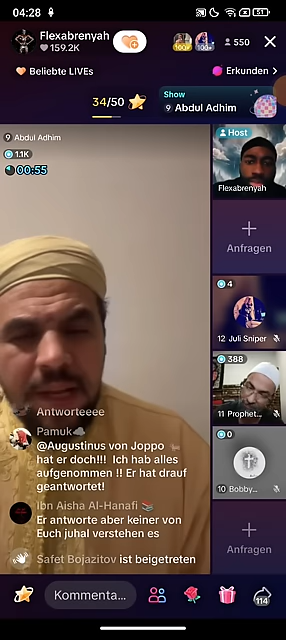 04:28
51
Flexabrenyah
159.2K
100+
100+
550
Beliebte LIVEs
Erkunden >
34/50
Show
9 Abdul Adhim
9 Abdul Adhim
1.1K
00:55
Host
Flexabrenyah
Anfragen
4
12 Juli Sniper
388
11 Prophet...
0
10 Bobby...
Anfragen
Antworteeee
Pamuk
@Augustinus von Joppo
hat er doch!!! Ich hab alles
aufgenommen !! Er hat drauf
geantwortet!
Ibn Aisha Al-Hanafi
Er antworte aber keiner von
Euch juhal verstehen es
Safet Bojazitov ist beigetreten
Kommenta...
114